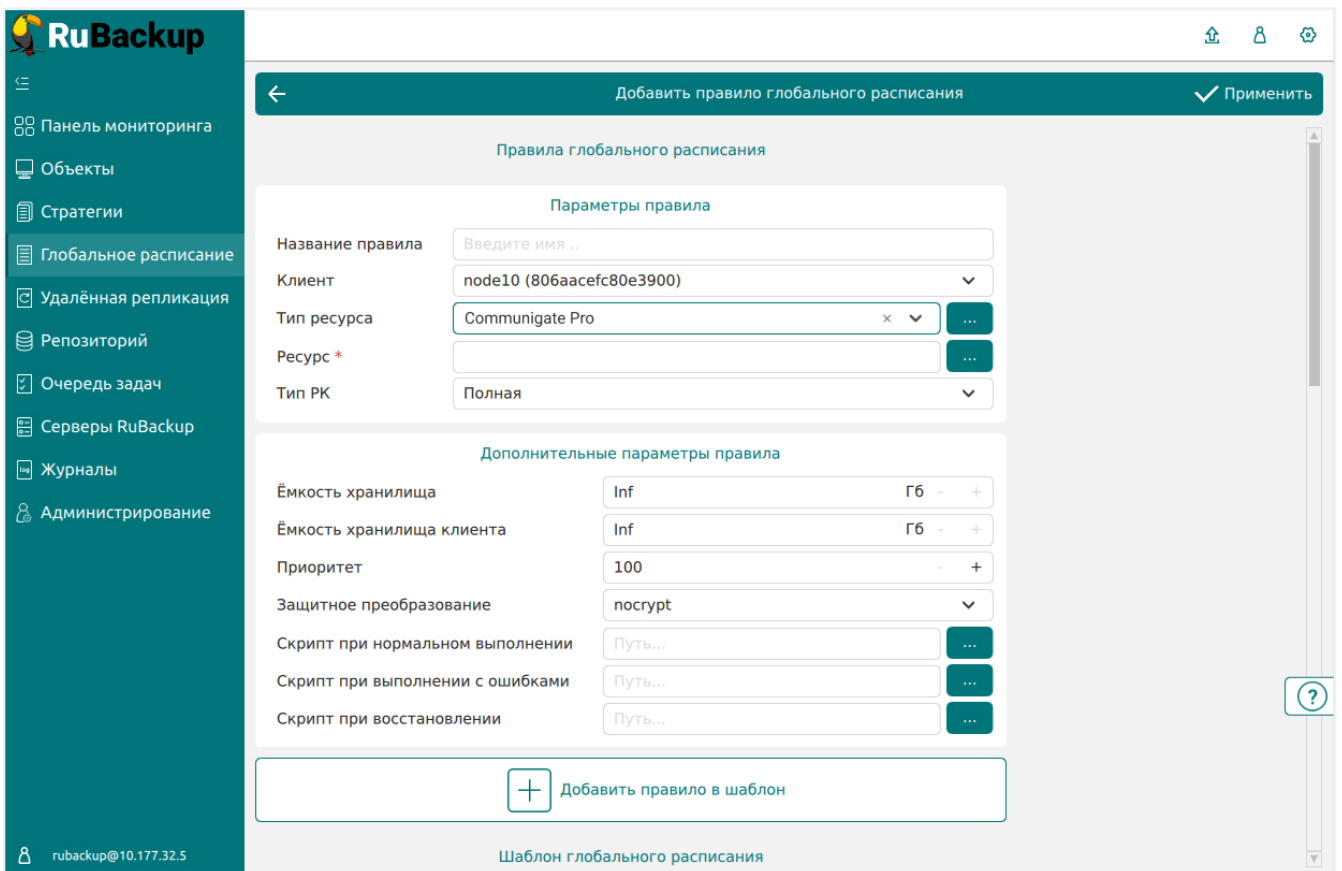 RuBackup
Добавить правило глобального расписания
Применить
Панель мониторинга
Объекты
Стратегии
Глобальное расписание
Удалённая репликация
Репозиторий
Очередь задач
Серверы RuBackup
log Журналы
Администрирование
rubackup@10.177.32.5
Правила глобального расписания
Параметры правила
Название правила Введите имя ..
Клиент node10 (806aacefc80e3900)
Тип ресурса Communigate Pro × ...
Ресурс * ...
Тип РК Полная
Дополнительные параметры правила
Ёмкость хранилища Inf Гб - +
Ёмкость хранилища клиента Inf Гб - +
Приоритет 100 - +
Защитное преобразование nocrypt
Скрипт при нормальном выполнении Путь... ...
Скрипт при выполнении с ошибками Путь... ...
Скрипт при восстановлении Путь... ...
Добавить правило в шаблон
Шаблон глобального расписания
?